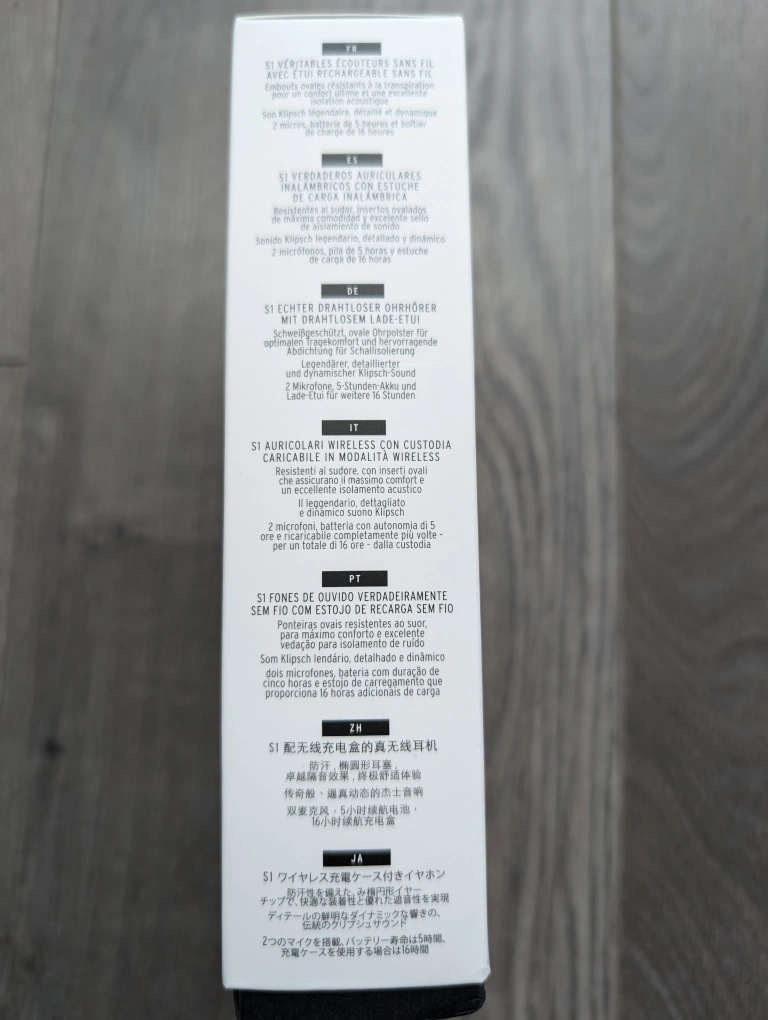 FR
S1 VÉRITABLES ÉCOUTEURS SANS FIL
AVEC ÉTUI RECHARGEABLE SANS FIL
Embouts ovales résistants à la transpiration
pour un confort ultime et une excellente
isolation acoustique
Son Klipsch légendaire, détaillé et dynamique
2 micros, batterie de 5 heures et boîtier
de charge de 16 heures
ES
S1 VERDADEROS AURICULARES
INALÁMBRICOS CON ESTUCHE
DE CARGA INALÁMBRICA
Resistentes al sudor, insertos ovalados
de máxima comodidad y excelente sello
de aislamiento de sonido
Sonido Klipsch legendario, detallado y dinámico
2 micrófonos, pila de 5 horas y estuche
de carga de 16 horas
DE
S1 ECHTER DRAHTLOSER OHRHÖRER
MIT DRAHTLOSEM LADE-ETUI
Schweißgeschützt, ovale Ohrpolster für
optimalen Tragekomfort und hervorragende
Abdichtung für Schallisolierung
Legendärer, detaillierter
und dynamischer Klipsch-Sound
2 Mikrofone, 5-Stunden-Akku und
Lade-Etui für weitere 16 Stunden
IT
S1 AURICOLARI WIRELESS CON CUSTODIA
CARICABILE IN MODALITÀ WIRELESS
Resistenti al sudore, con inserti ovali
che assicurano il massimo comfort e
un eccellente isolamento acustico
Il leggendario, dettagliato
e dinamico suono Klipsch
2 microfoni, batteria con autonomia di 5
ore e ricaricabile completamente più volte -
per un totale di 16 ore - dalla custodia
PT
S1 FONES DE OUVIDO VERDADEIRAMENTE
SEM FIO COM ESTOJO DE RECARGA SEM FIO
Ponteiras ovais resistentes ao suor,
para máximo conforto e excelente
vedação para isolamento de ruído
Som Klipsch lendário, detalhado e dinâmico
dois microfones, bateria com duração de
cinco horas e estojo de carregamento que
proporciona 16 horas adicionais de carga
ZH
S1 配无线充电盒的真无线耳机
防汗,椭圆形耳塞,
卓越隔音效果,终极舒适体验
传奇般、逼真动态的杰士音响
双麦克风，5小时续航电池，
16小时续航充电盒
JA
S1 ワイヤレス充電ケース付きイヤホン
防汗性を備えた、み楕円形イヤー
チップで、快適な装着性と優れた遮音性を実現
ディテールの鮮明なダイナミックな響きの、
伝統のクリプシュサウンド
2つのマイクを搭載、バッテリー寿命は5時間、
充電ケースを使用する場合は16時間